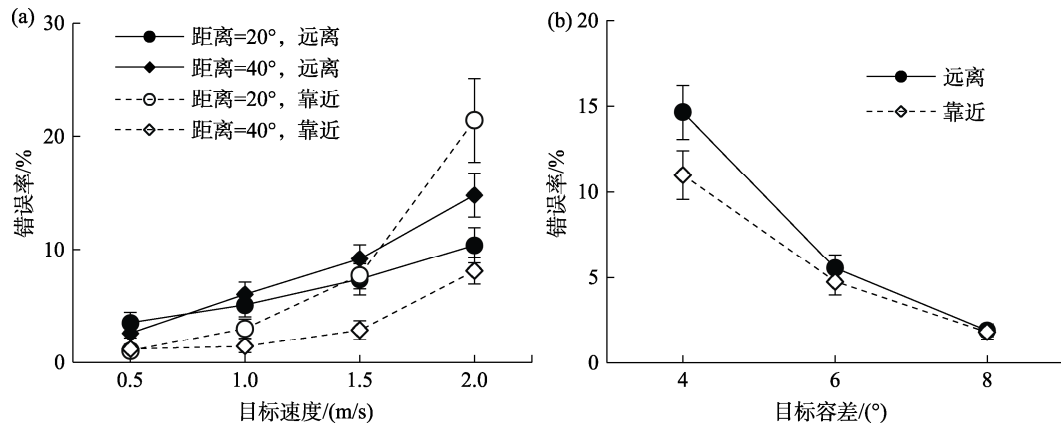 (a)
距离=20°，远离
距离=40°，远离
距离=20°，靠近
距离=40°，靠近
错误率/%
30
20
10
0
0.5 1.0 1.5 2.0
目标速度/(m/s)
(b)
远离
靠近
错误率/%
20
15
10
5
0
4 6 8
目标容差/(°)